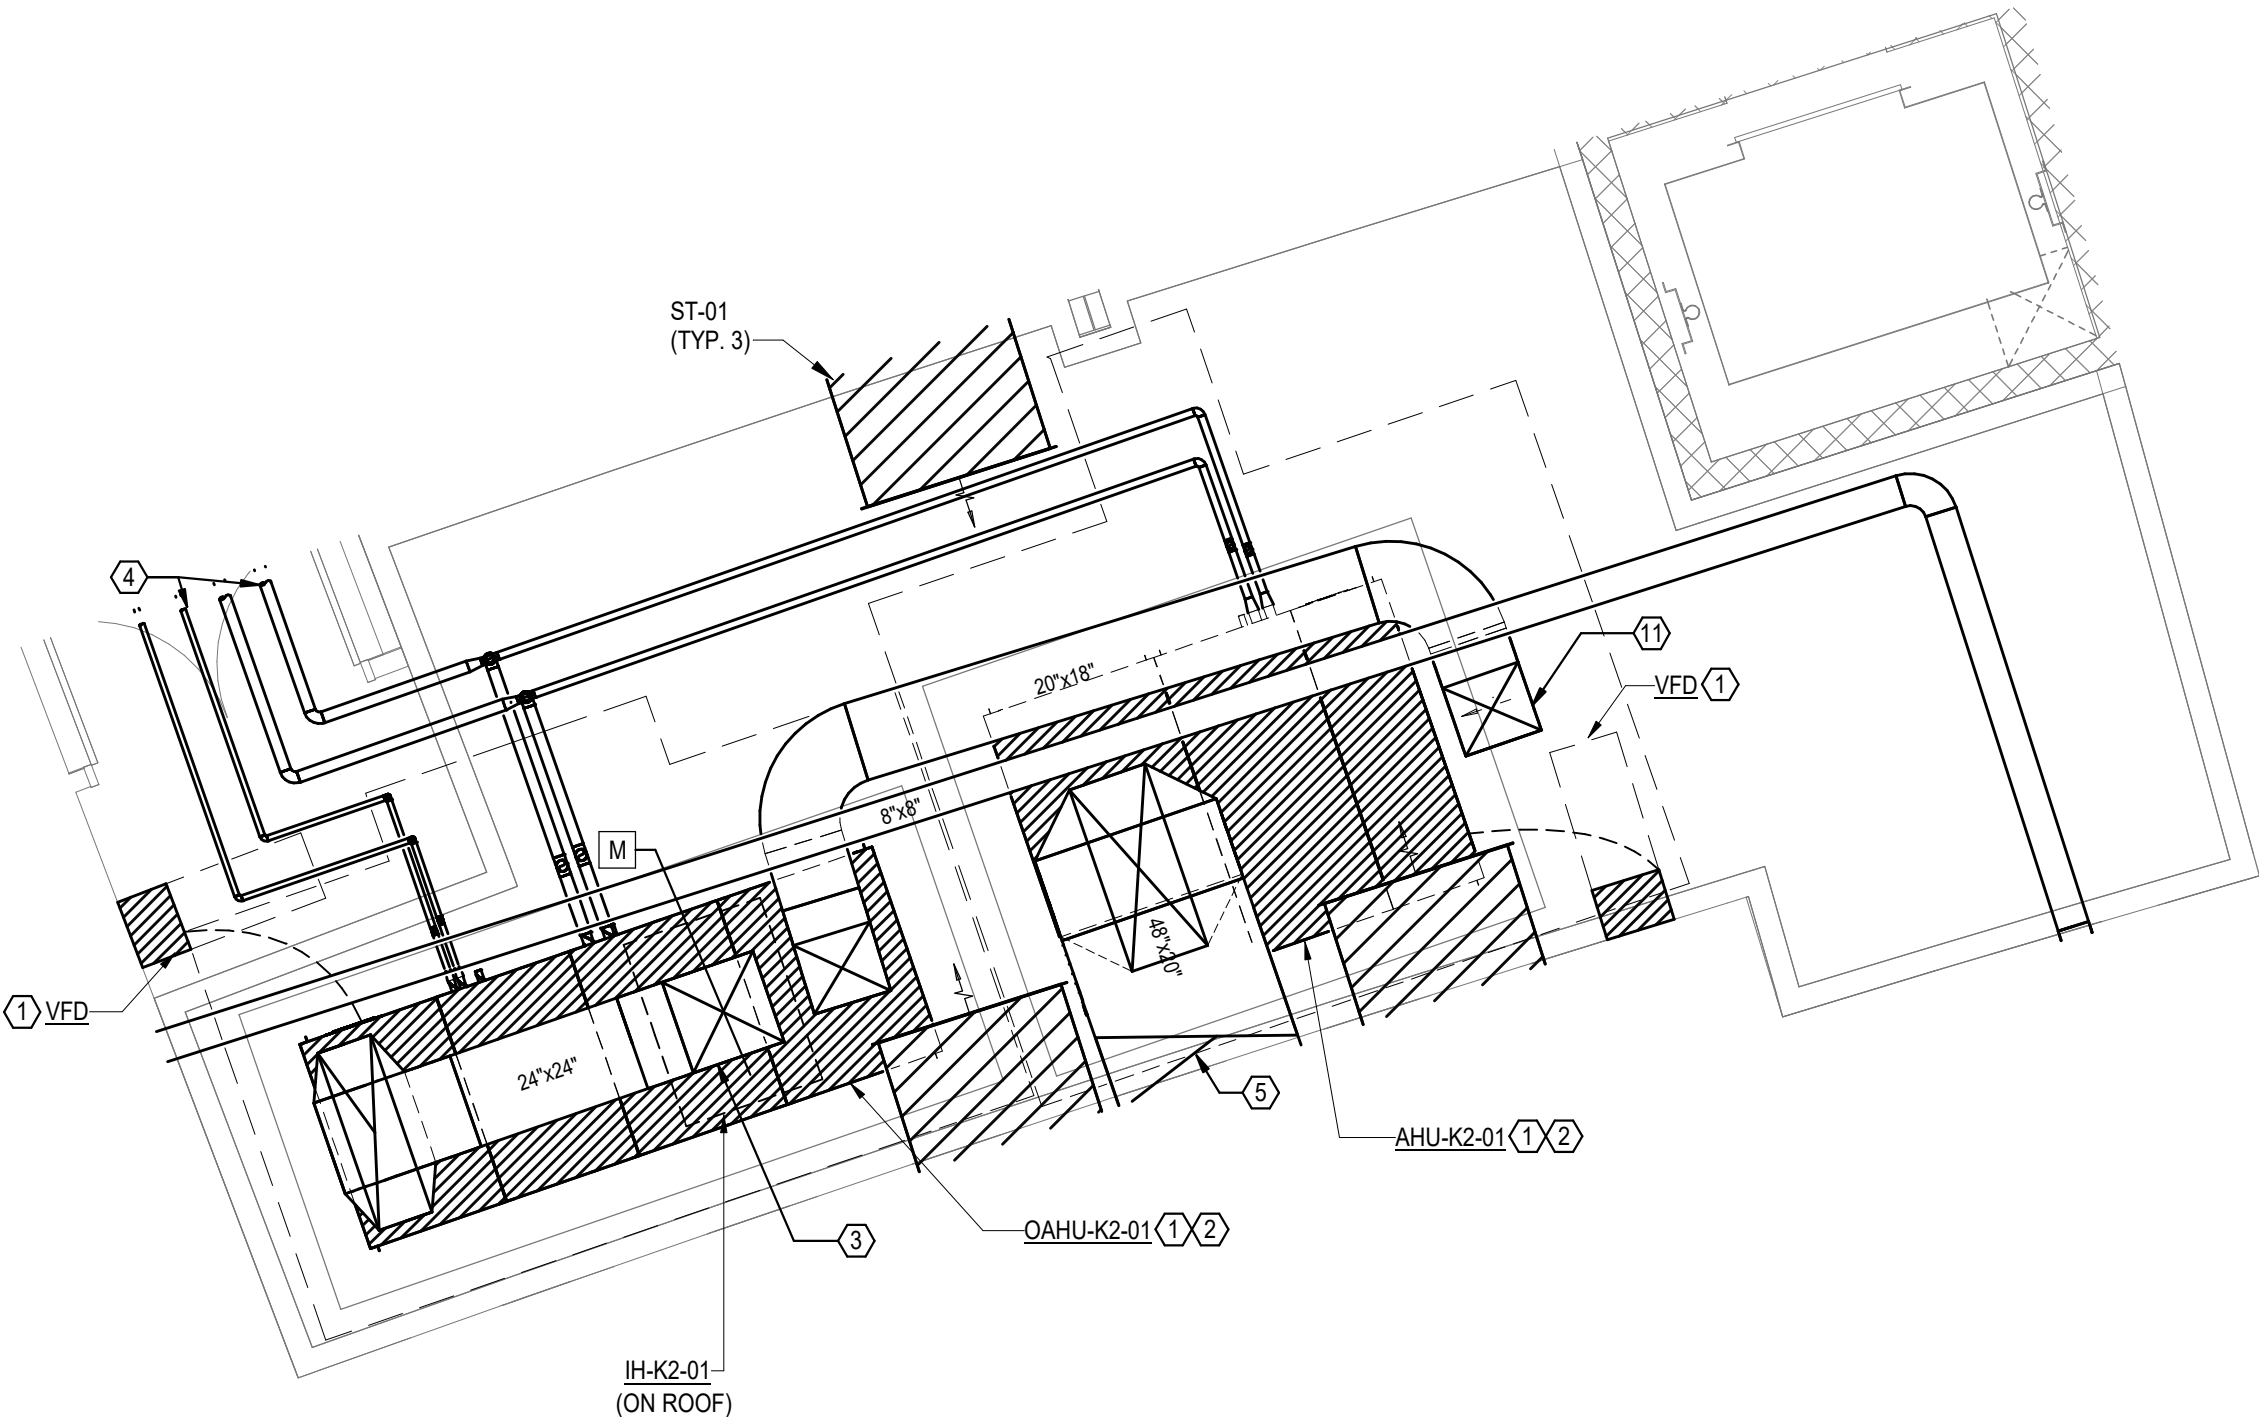 ST-01
(TYP. 3)
4
11
VFD 1
20"x18"
8"x8"
M
48"x20"
1 VFD
24"x24"
5
AHU-K2-01 1 2
OAHU-K2-01 1 2
3
IH-K2-01
(ON ROOF)